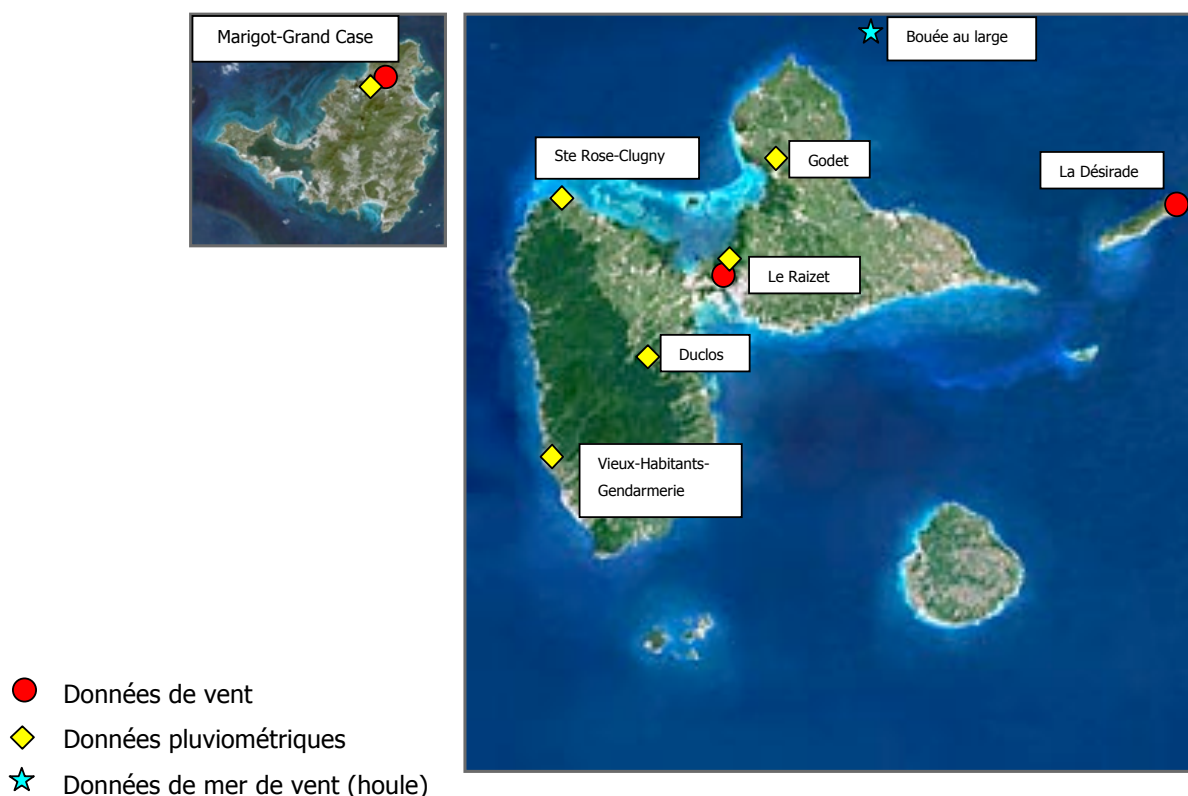 Marigot-Grand Case
Bouée au large
Ste Rose-Clugny
Godet
La Désirade
Le Raizet
Duclos
Vieux-Habitants-
Gendarmerie
Données de vent
Données pluviométriques
Données de mer de vent (houle)